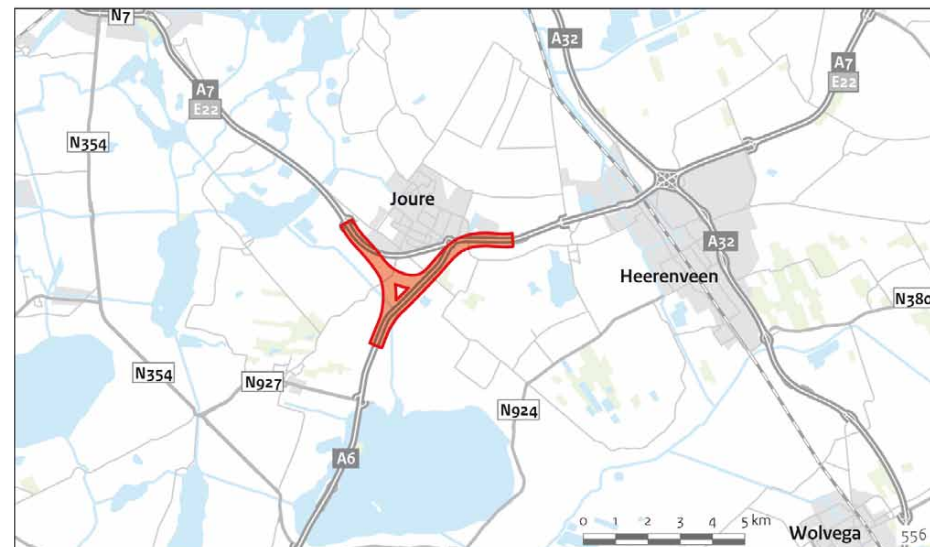 N7
A32
A7
E22
A7
E22
N354
Joure
A32
Heerenveen
N380
N354
N927
N924
A6
0 1 2 3 4 5 km
Wolvega
556